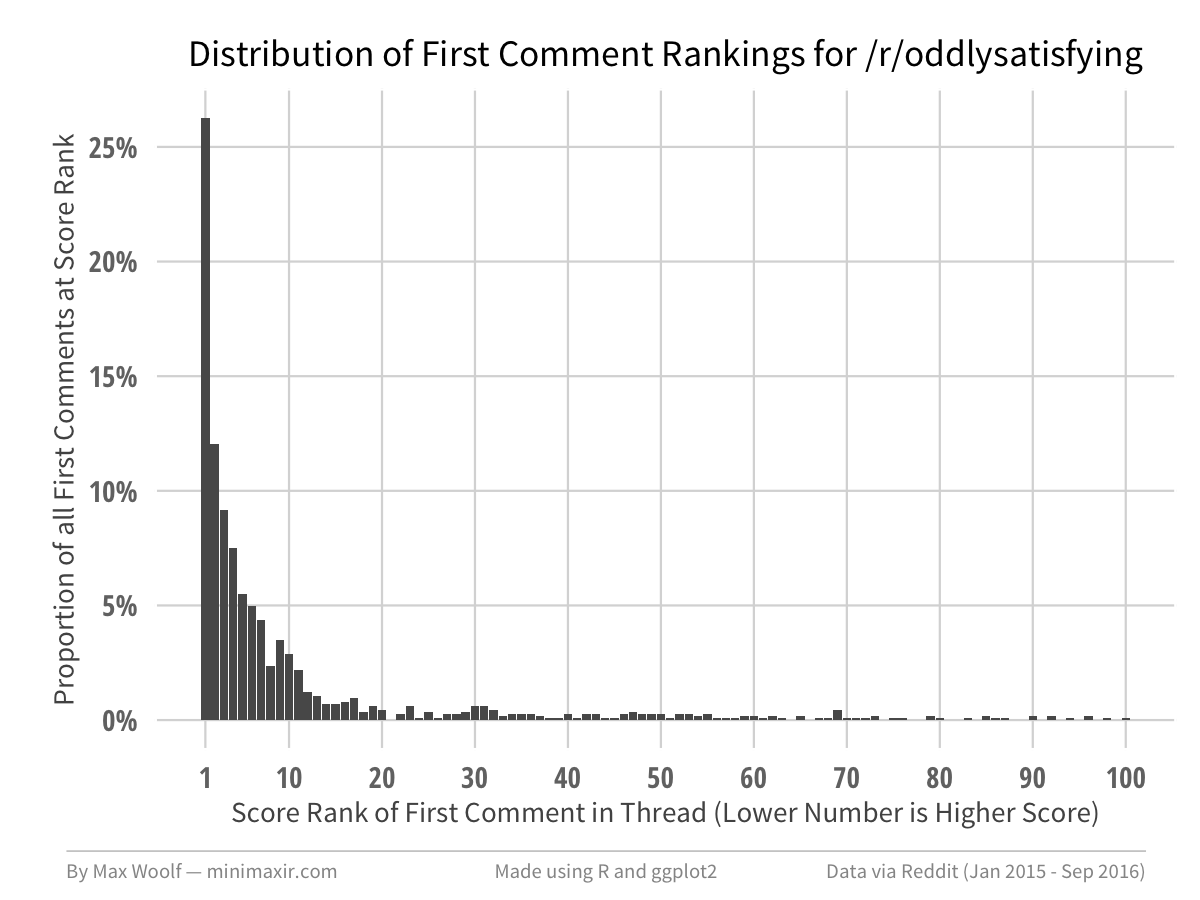 Distribution of First Comment Rankings for /r/oddlysatisfying
Proportion of all First Comments at Score Rank
25%
20%
15%
10%
5%
0%
1 10 20 30 40 50 60 70 80 90 100
Score Rank of First Comment in Thread (Lower Number is Higher Score)
By Max Woolf — minimaxir.com Made using R and ggplot2 Data via Reddit (Jan 2015 - Sep 2016)